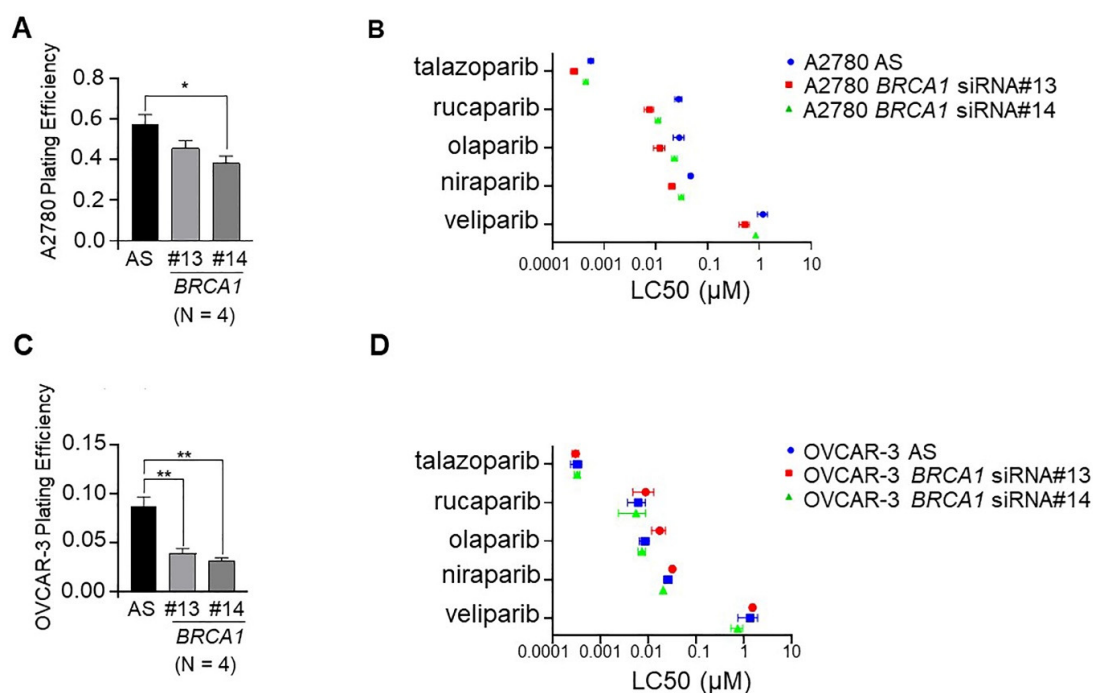 A
A2780 Plating Efficiency
0.8
0.6
0.4
0.2
0.0
*
AS #13 #14
BRCA1
(N = 4)
B
talazoparib
rucaparib
olaparib
niraparib
veliparib
0.0001 0.001 0.01 0.1 1 10
LC50 (µM)
A2780 AS
A2780 BRCA1 siRNA#13
A2780 BRCA1 siRNA#14
C
OVCAR-3 Plating Efficiency
0.15
0.10
0.05
0.00
**
**
AS #13 #14
BRCA1
(N = 4)
D
talazoparib
rucaparib
olaparib
niraparib
veliparib
0.0001 0.001 0.01 0.1 1 10
LC50 (µM)
OVCAR-3 AS
OVCAR-3 BRCA1 siRNA#13
OVCAR-3 BRCA1 siRNA#14